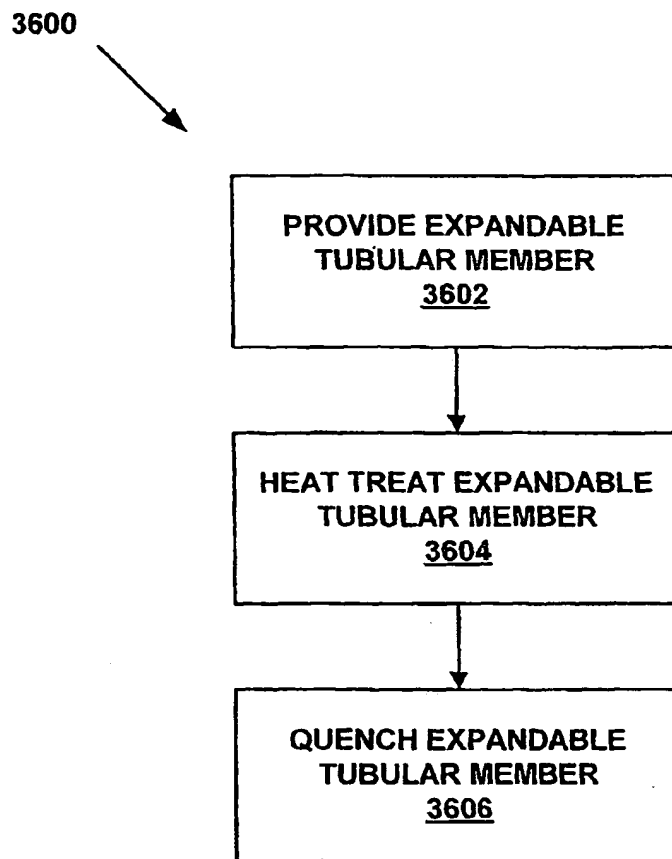 3600
PROVIDE EXPANDABLE
TUBULAR MEMBER
3602
HEAT TREAT EXPANDABLE
TUBULAR MEMBER
3604
QUENCH EXPANDABLE
TUBULAR MEMBER
3606